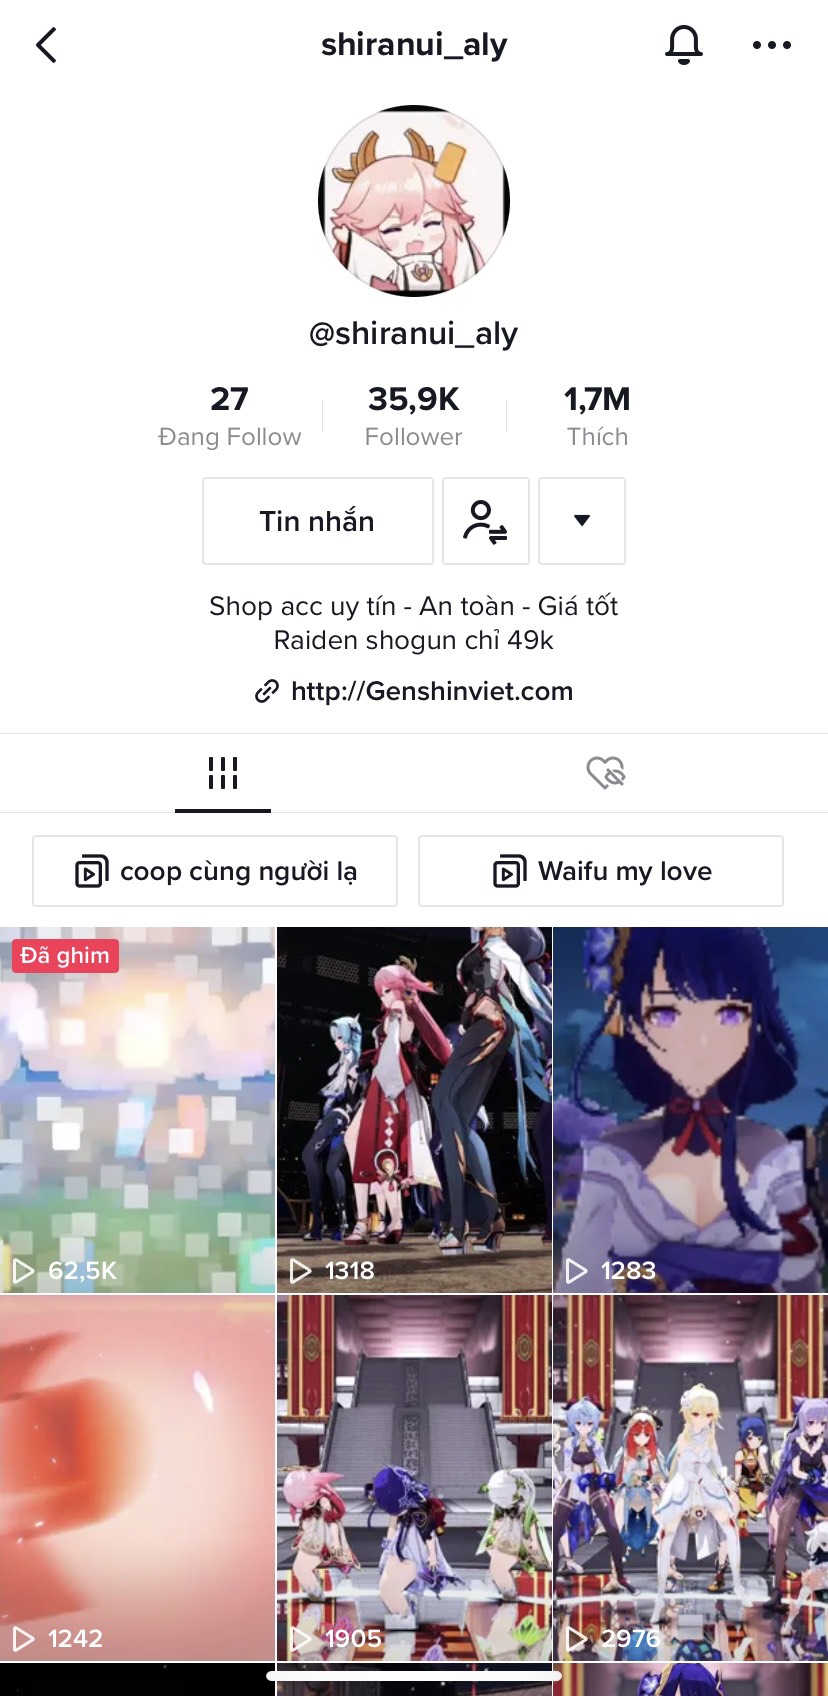 shiranui_aly
@shiranui_aly
27
Đang Follow
35,9K
Follower
1,7M
Thích
Tin nhắn
Shop acc uy tín - An toàn - Giá tốt
Raiden shogun chỉ 49k
http://Genshinviet.com
coop cùng người lạ
Waifu my love
Đã ghim
62,5K
1318
1283
1242
1905
2976